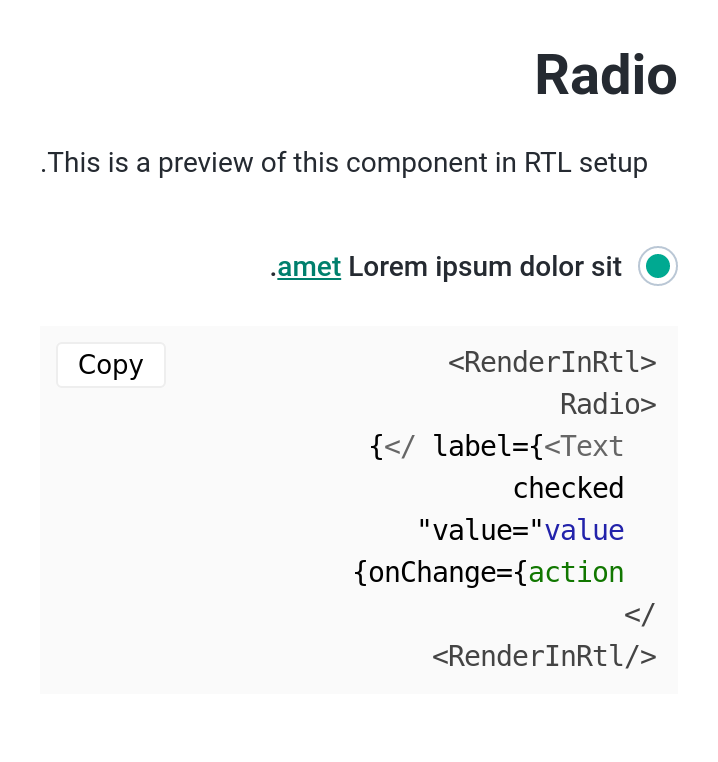 Radio
.This is a preview of this component in RTL setup
.amet Lorem ipsum dolor sit
Copy
<RenderInRtl>
Radio>
{</ label={<Text
checked
"value="value
{onChange={action
</
<RenderInRtl/>